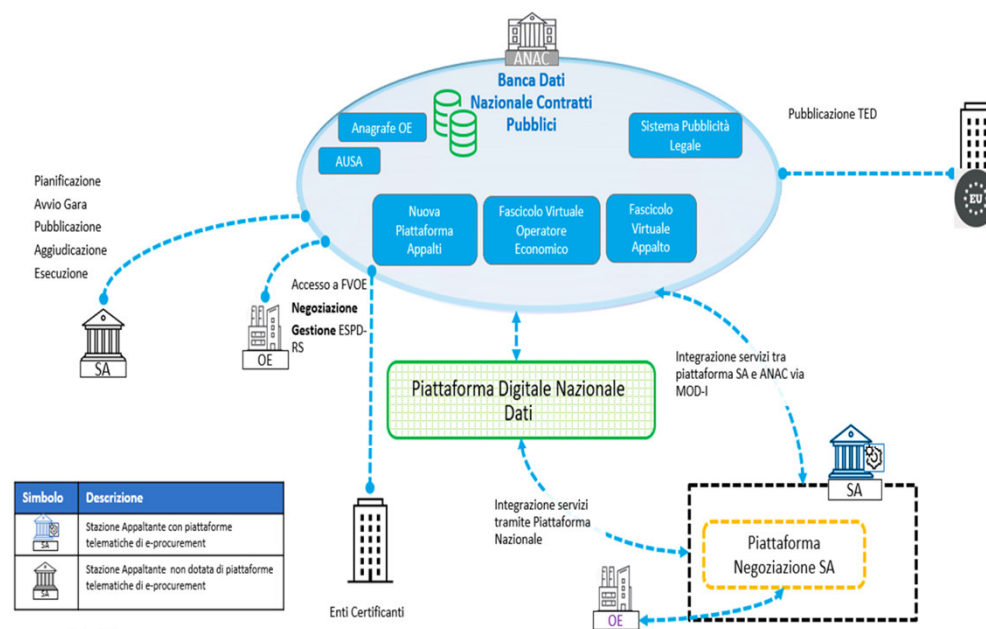 ANAC
Banca Dati
Nazionale Contratti
Pubblici
Anagrafe OE
AUSA
Sistema Pubblicità
Legale
Pubblicazione TED
EU
Pianificazione
Avvio Gara
Pubblicazione
Aggiudicazione
Esecuzione
SA
Nuova
Piattaforma
Appalti
Fascicolo Virtuale
Operatore
Economico
Fascicolo
Virtuale
Appalto
OE
Accesso a FVOE
Negoziazione
Gestione ESPD-
RS
Piattaforma Digitale Nazionale
Dati
Integrazione servizi tra
piattaforma SA e ANAC via
MOD-I
SA
Piattaforma
Negoziazione SA
Integrazione servizi
tramite Piattaforma
Nazionale
OE
Enti Certificanti
Simbolo Descrizione
SA
Stazione Appaltante con piattaforme
telematiche di e-procurement
SA
Stazione Appaltante non dotata di piattaforme
telematiche di e-procurement